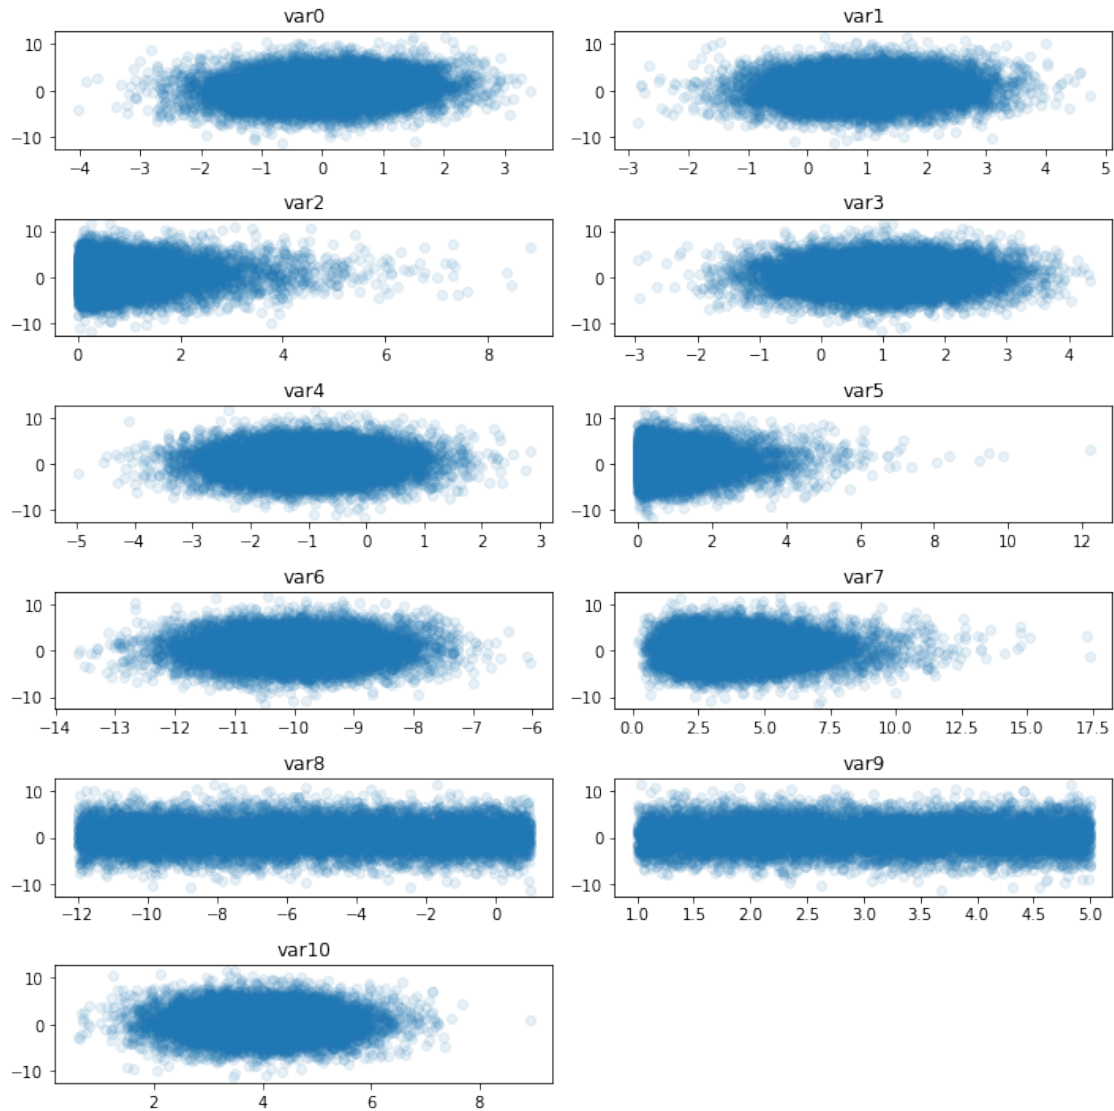 var0 var1
10 10
0 0
−10 −10
−4 −3 −2 −1 0 1 2 3 −3 −2 −1 0 1 2 3 4 5
var2 var3
10 10
0 0
−10 −10
0 2 4 6 8 −3 −2 −1 0 1 2 3 4
var4 var5
10 10
0 0
−10 −10
−5 −4 −3 −2 −1 0 1 2 3 0 2 4 6 8 10 12
var6 var7
10 10
0 0
−10 −10
−14 −13 −12 −11 −10 −9 −8 −7 −6 0.0 2.5 5.0 7.5 10.0 12.5 15.0 17.5
var8 var9
10 10
0 0
−10 −10
−12 −10 −8 −6 −4 −2 0 1.0 1.5 2.0 2.5 3.0 3.5 4.0 4.5 5.0
var10
10
0
−10
2 4 6 8